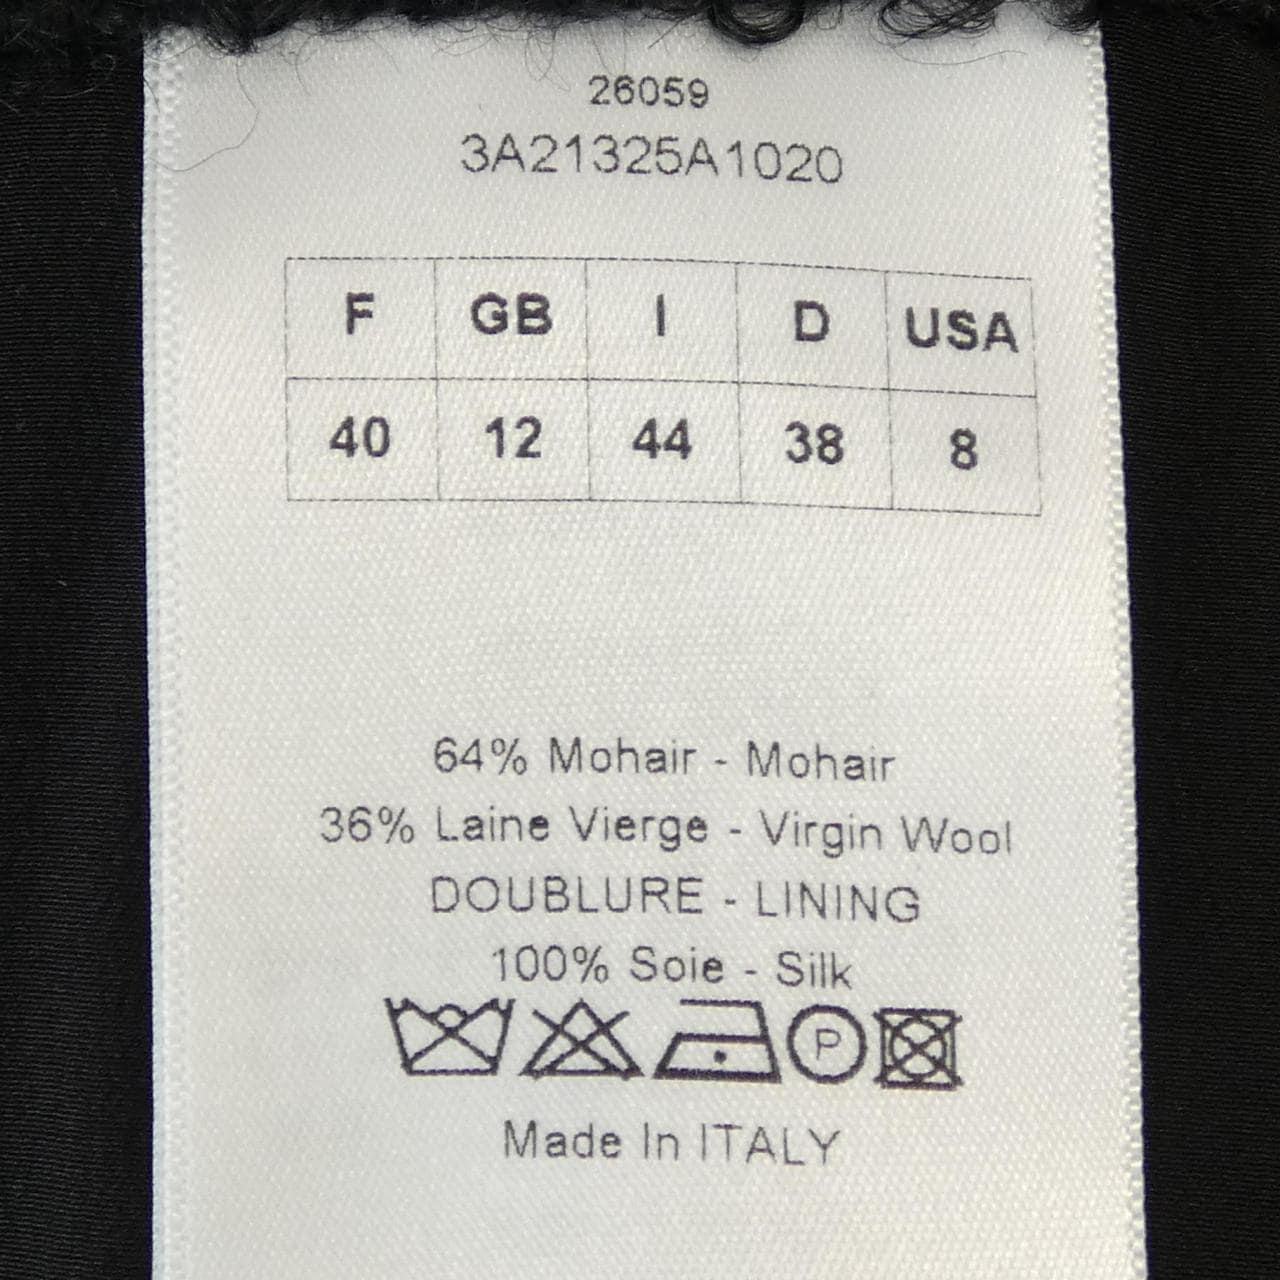 26059
3A21325A1020
F GB I D USA
40 12 44 38 8
64% Mohair - Mohair
36% Laine Vierge - Virgin Wool
DOUBLURE - LINING
100% Soie - Silk
P
Made In ITALY